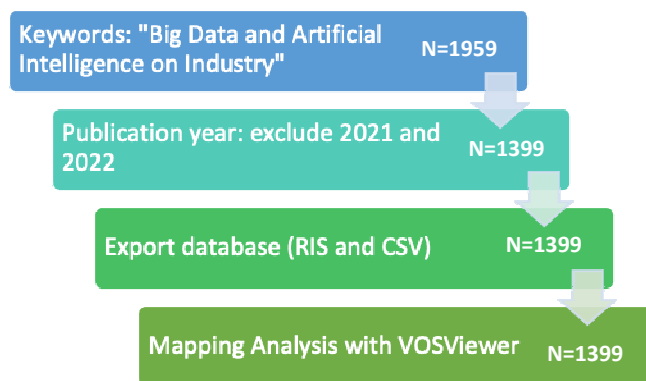 Keywords: "Big Data and Artificial
Intelligence on Industry"
N=1959
Publication year: exclude 2021 and
2022
N=1399
Export database (RIS and CSV)
N=1399
Mapping Analysis with VOSViewer
N=1399